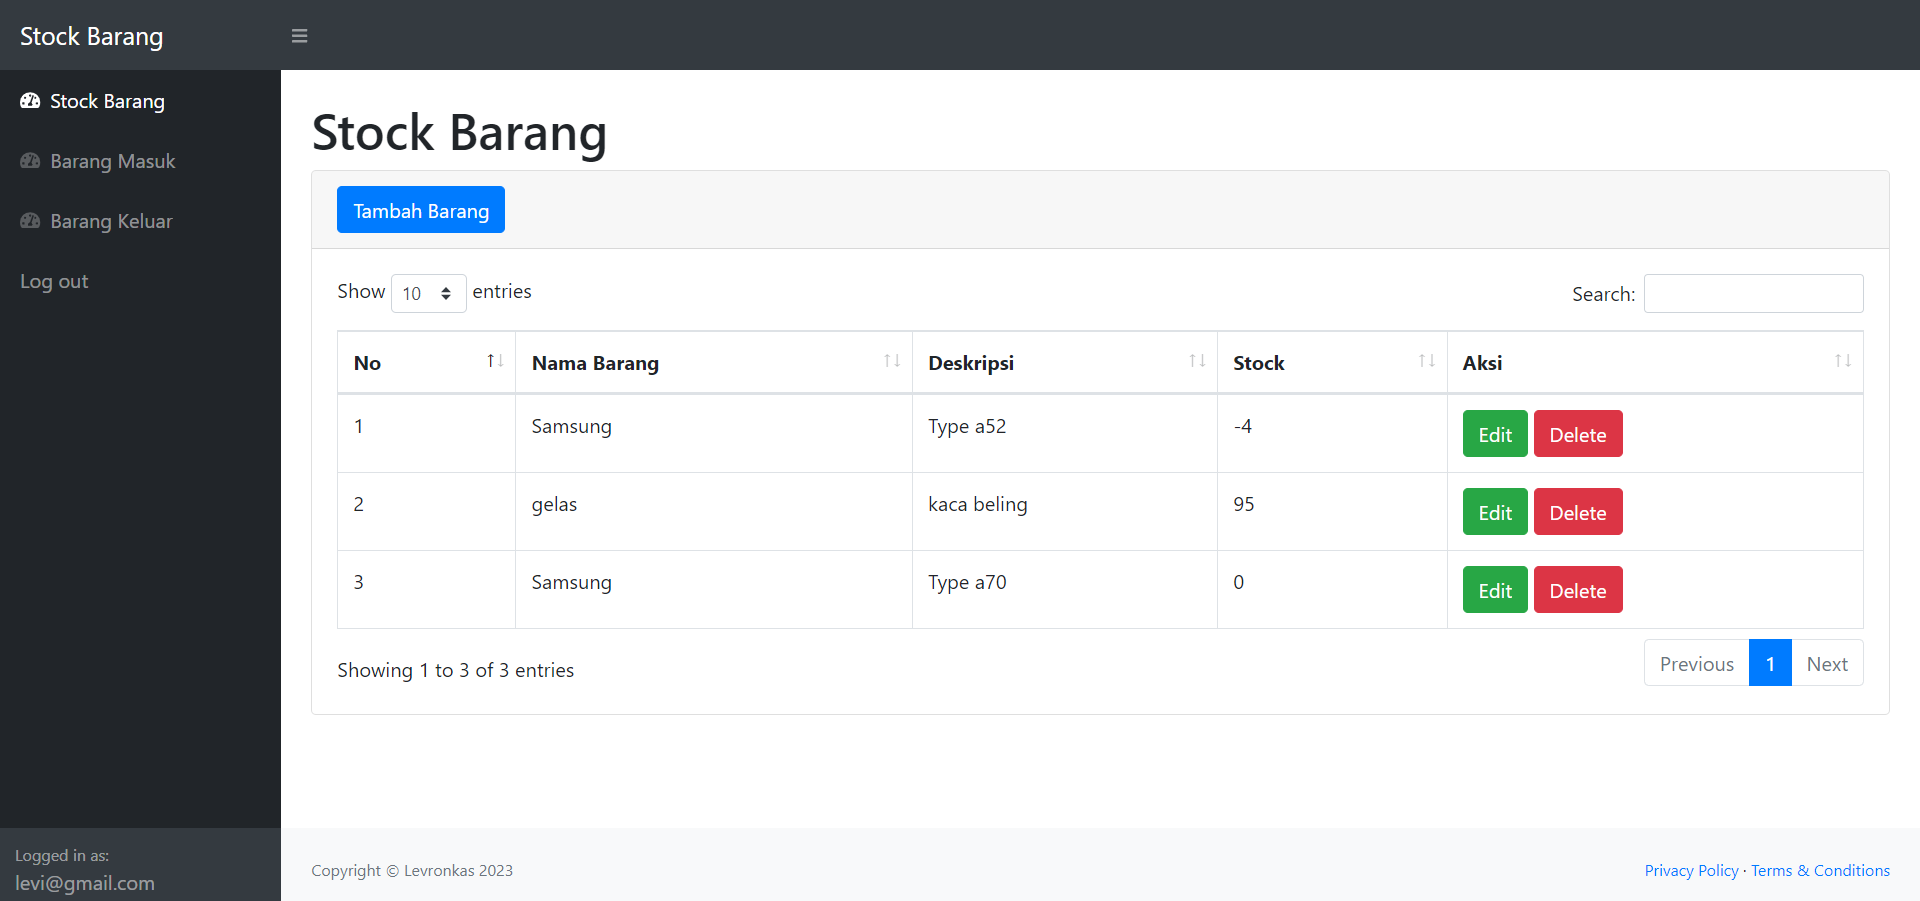 Stock Barang
Stock Barang
Barang Masuk
Barang Keluar
Log out
Logged in as:
levi@gmail.com
Stock Barang
Tambah Barang
Show 10 entries
Search:
No Nama Barang Deskripsi Stock Aksi
1 Samsung Type a52 -4 Edit Delete
2 gelas kaca beling 95 Edit Delete
3 Samsung Type a70 0 Edit Delete
Showing 1 to 3 of 3 entries
Previous 1 Next
Copyright © Levronkas 2023
Privacy Policy · Terms & Conditions